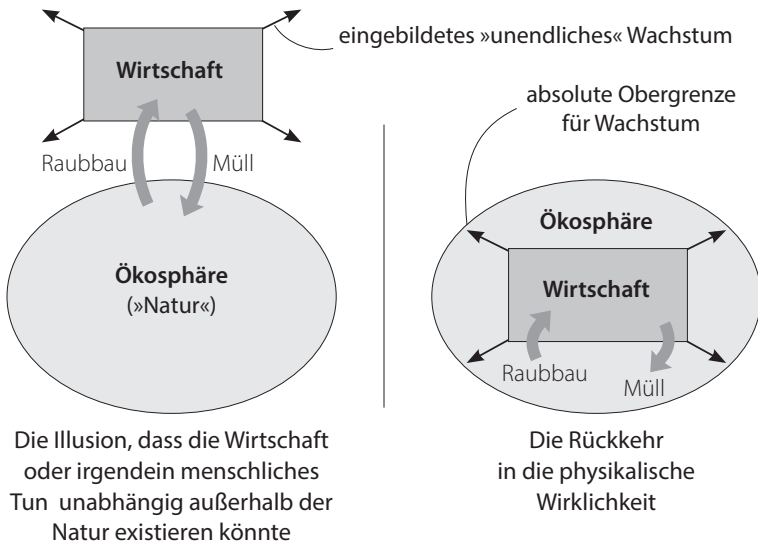 eingebildetes »unendliches« Wachstum
Wirtschaft
Raubbau
Müll
Ökosphäre
(»Natur«)
Die Illusion, dass die Wirtschaft
oder irgendein menschliches
Tun unabhängig außerhalb der
Natur existieren könnte
absolute Obergrenze
für Wachstum
Ökosphäre
Wirtschaft
Raubbau
Müll
Die Rückkehr
in die physikalische
Wirklichkeit